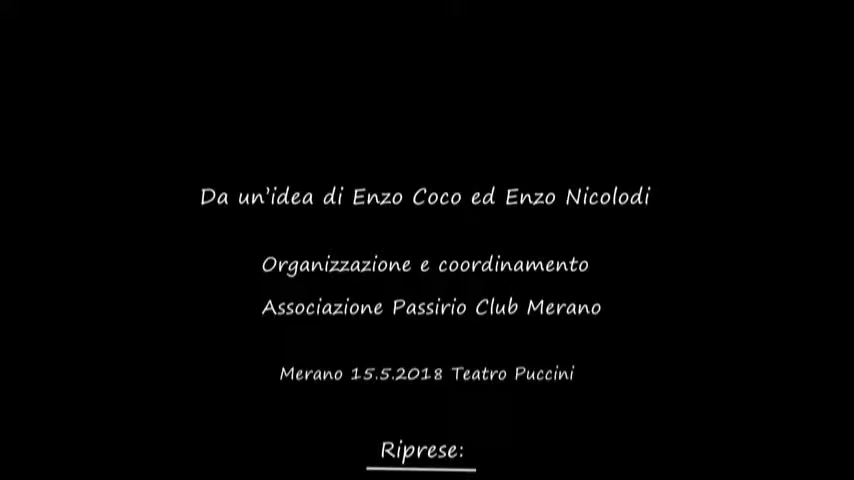 Da un'idea di Enzo Coco ed Enzo Nicolodi
Organizzazione e coordinamento
Associazione Passirio Club Merano
Merano 15.5.2018 Teatro Puccini
Riprese: